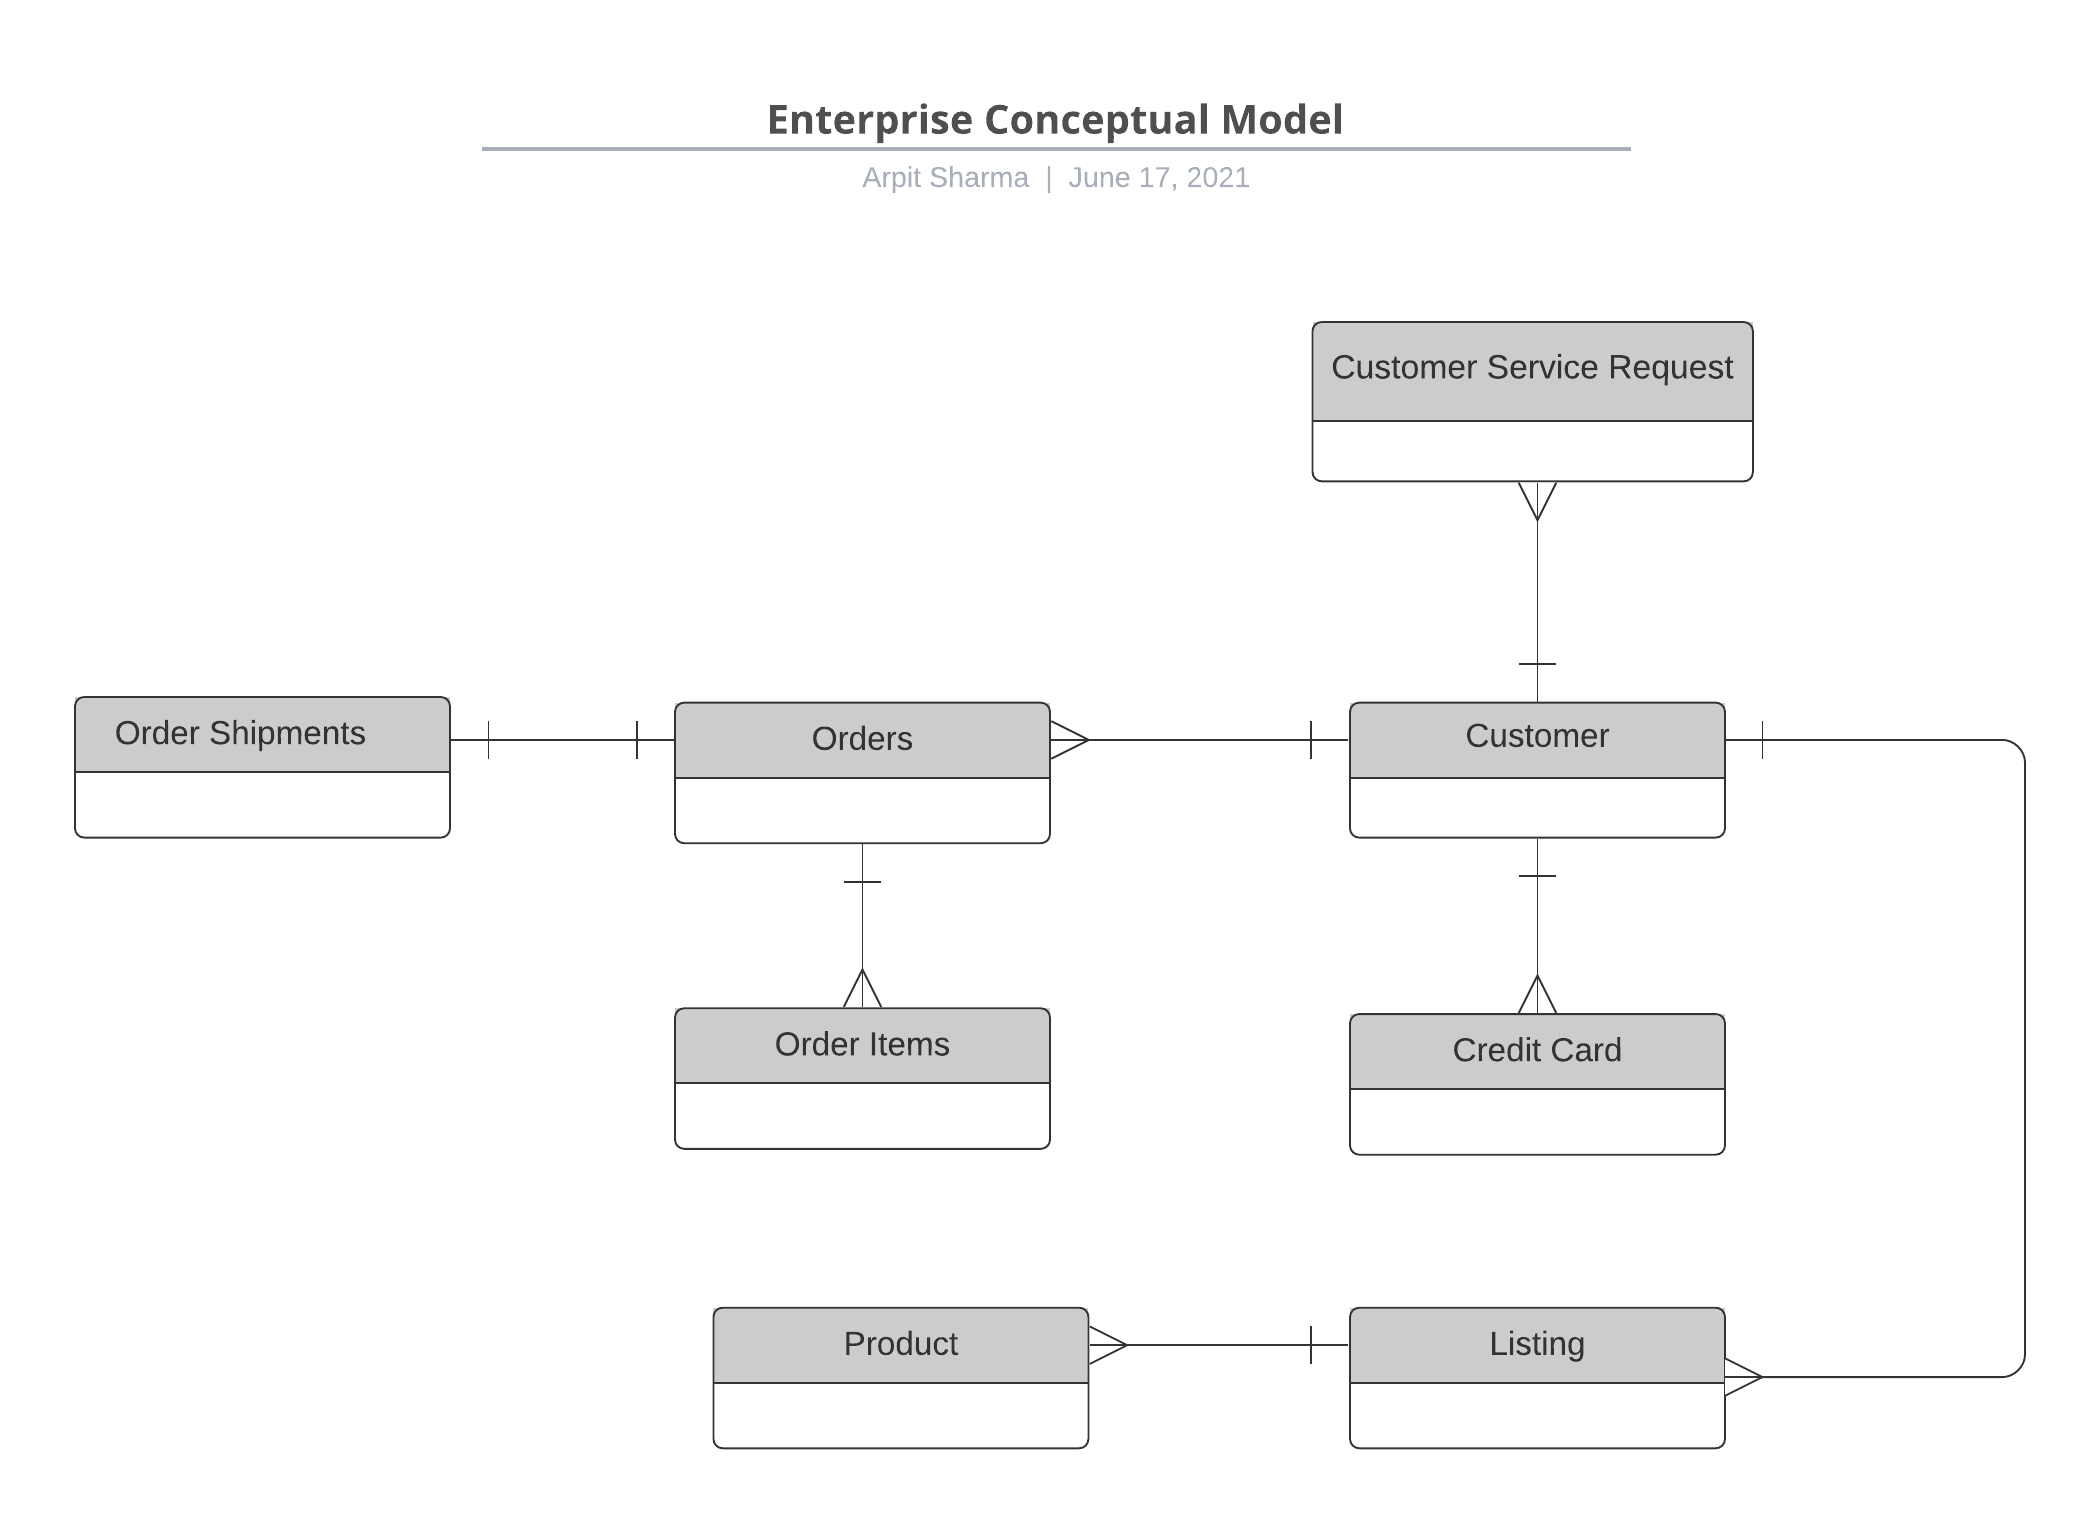 Enterprise Conceptual Model
Arpit Sharma | June 17, 2021
Customer Service Request
Order Shipments
Orders
Customer
Order Items
Credit Card
Product
Listing